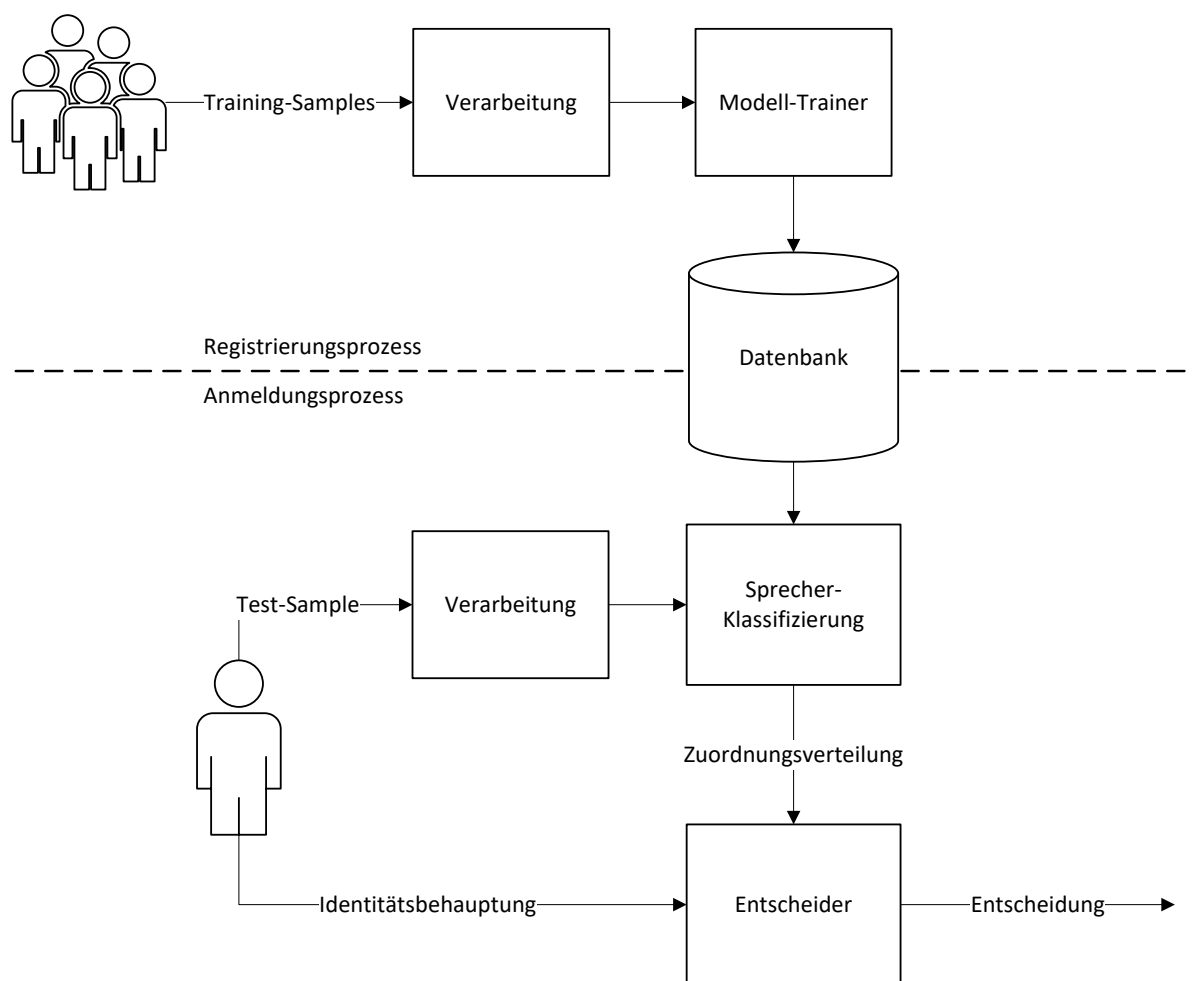 Training-Samples
Verarbeitung
Modell-Trainer
Registrierungsprozess
Datenbank
Anmeldungsprozess
Test-Sample
Verarbeitung
Sprecher-
Klassifizierung
Zuordnungsverteilung
Identitätsbehauptung
Entscheider
Entscheidung